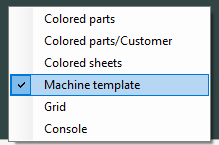 Colored parts
Colored parts/Customer
Colored sheets
Machine template
Grid
Console